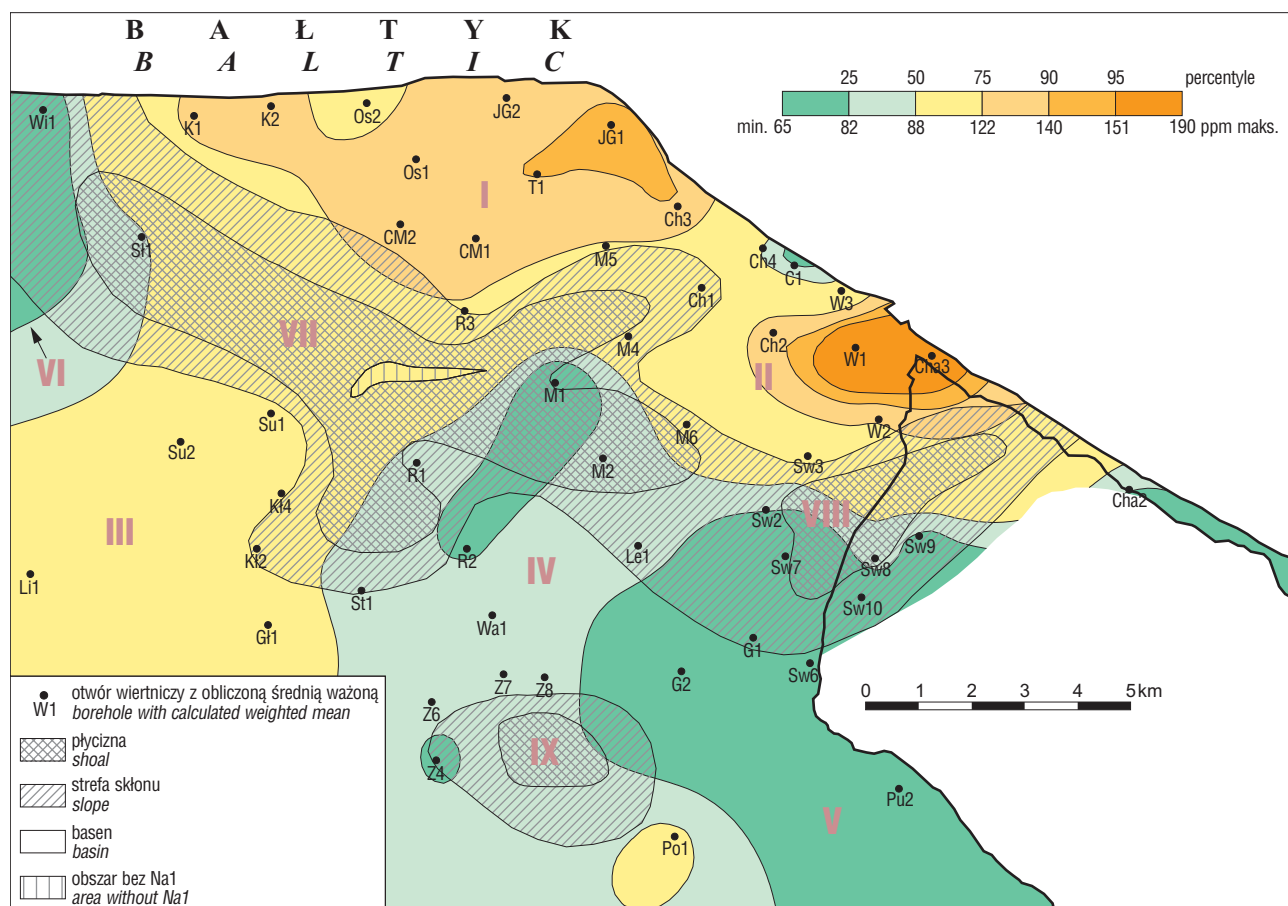 B A Ł T Y K
B A L T I C
25 50 75 90 95 percentyle
min. 65 82 88 122 140 151 190 ppm maks.
Wi1
K1
K2
Os2
JG2
JG1
Os1
T1
I
Ch3
CM2
CM1
Sł1
M5
Ch4
C1
Ch1
W3
R3
VII
M4
Ch2
W1
Cha3
VI
II
M1
Su1
W2
M6
Su2
R1
M2
Sw3
Kł4
Cha2
III
Sw2
VIII
Sw9
Kł2
R2
IV
Le1
Sw7
Sw8
Li1
St1
Sw10
Wa1
Gł1
G1
Z7
Z8
G2
Sw6
Z6
0 1 2 3 4 5 km
IX
Z4
Pu2
V
Po1
W1
otwór wiertniczy z obliczoną średnią ważoną
borehole with calculated weighted mean
płycizna
shoal
strefa skłonu
slope
basen
basin
obszar bez Na1
area without Na1